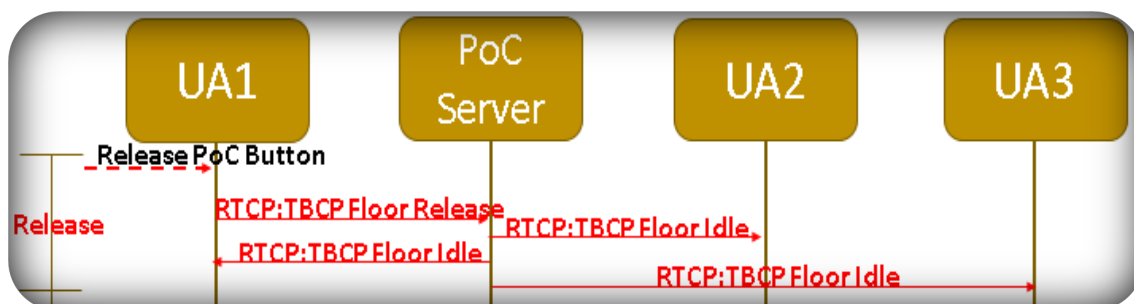 UA1
PoC
Server
UA2
UA3
Release PoC Button
Release
RTCP:TBCP Floor Release
RTCP:TBCP Floor Idle
RTCP:TBCP Floor Idle
RTCP:TBCP Floor Idle